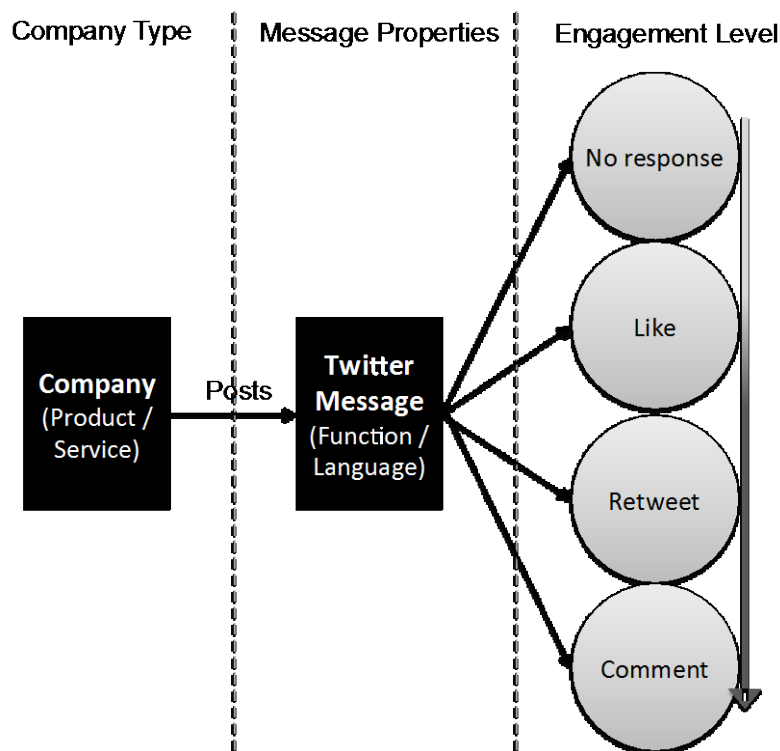 Company Type
Message Properties
Engagement Level
Company
(Product /
Service)
Posts
Twitter
Message
(Function /
Language)
No response
Like
Retweet
Comment